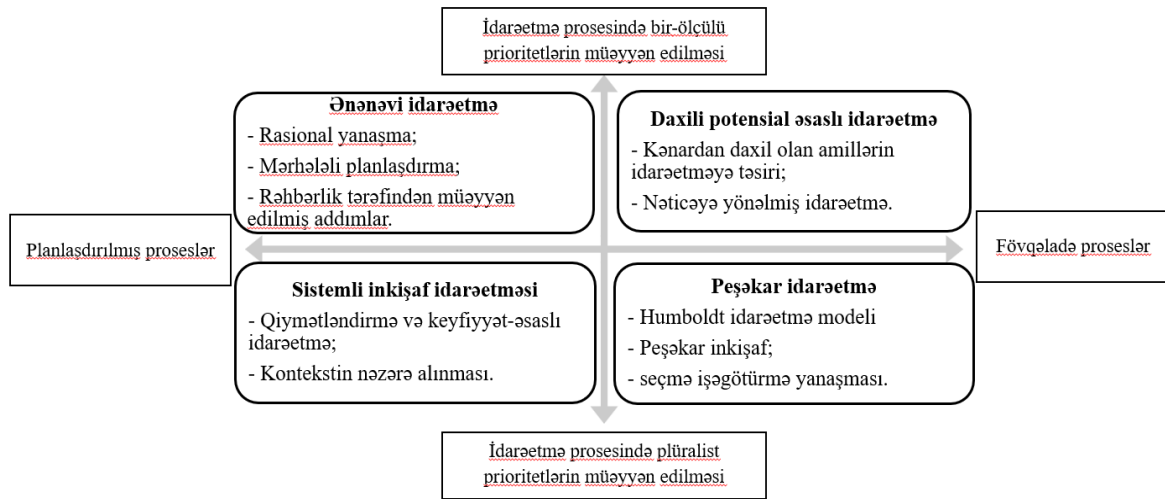 İdarəetmə prosesində bir-ölçülü
prioritetlərin müəyyən edilməsi
Ənənəvi idarəetmə
- Rasional yanaşma;
- Mərhələli planlaşdırma;
- Rəhbərlik tərəfindən müəyyən
edilmiş addımlar.
Daxili potensial əsaslı idarəetmə
- Kənardan daxil olan amillərin
idarəetməyə təsiri;
- Nəticəyə yönəlmiş idarəetmə.
Planlaşdırılmış proseslər
Fövqəladə proseslər
Sistemli inkişaf idarəetməsi
- Qiymətləndirmə və keyfiyyət-əsaslı
idarəetmə;
- Kontekstin nəzərə alınması.
Peşəkar idarəetmə
- Humboldt idarəetmə modeli
- Peşəkar inkişaf;
- seçmə işəgötürmə yanaşması.
İdarəetmə prosesində plüralist
prioritetlərin müəyyən edilməsi